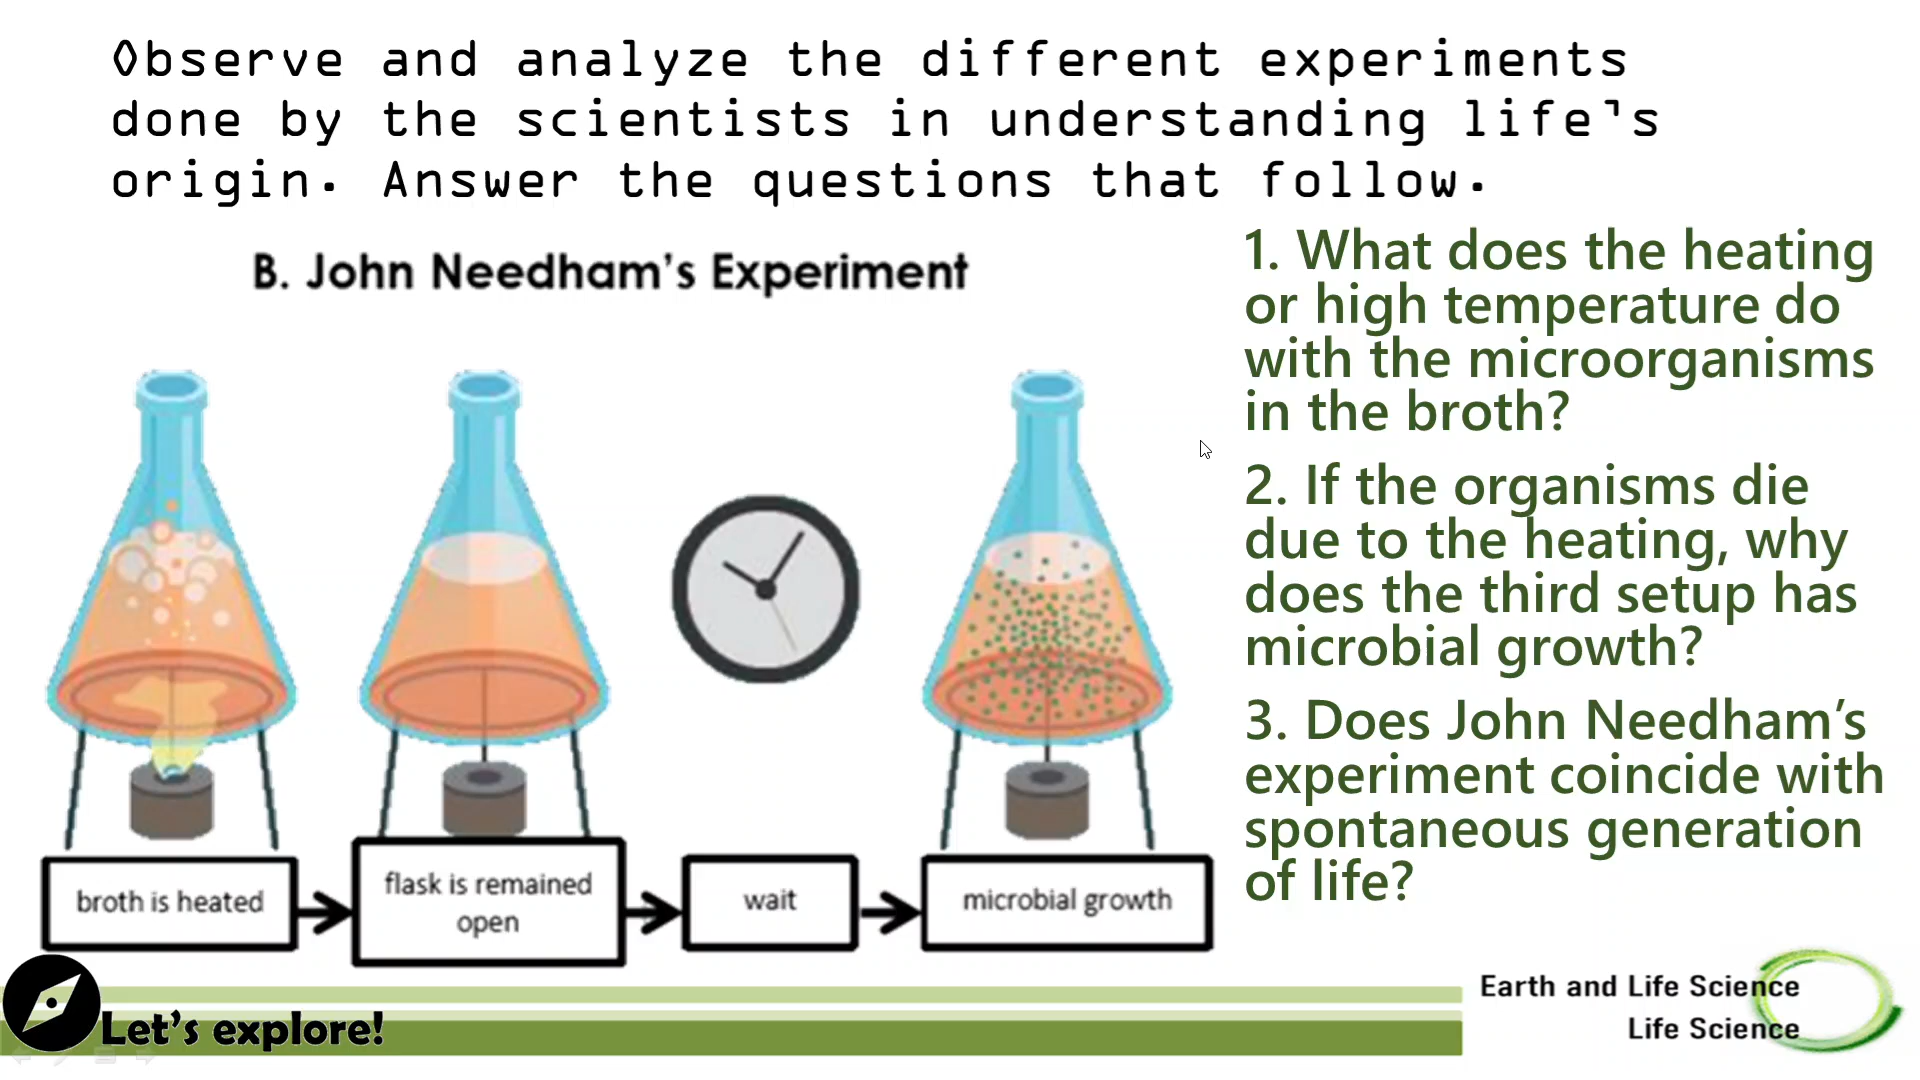 Observe and analyze the different experiments
done by the scientists in understanding life's
origin. Answer the questions that follow.
B. John Needham's Experiment
1. What does the heating
or high temperature do
with the microorganisms
in the broth?
2. If the organisms die
due to the heating, why
does the third setup has
microbial growth?
3. Does John Needham's
experiment coincide with
spontaneous generation
of life?
broth is heated
flask is remained
open
wait
microbial growth
Let's explore!
Earth and Life Science
Life Science